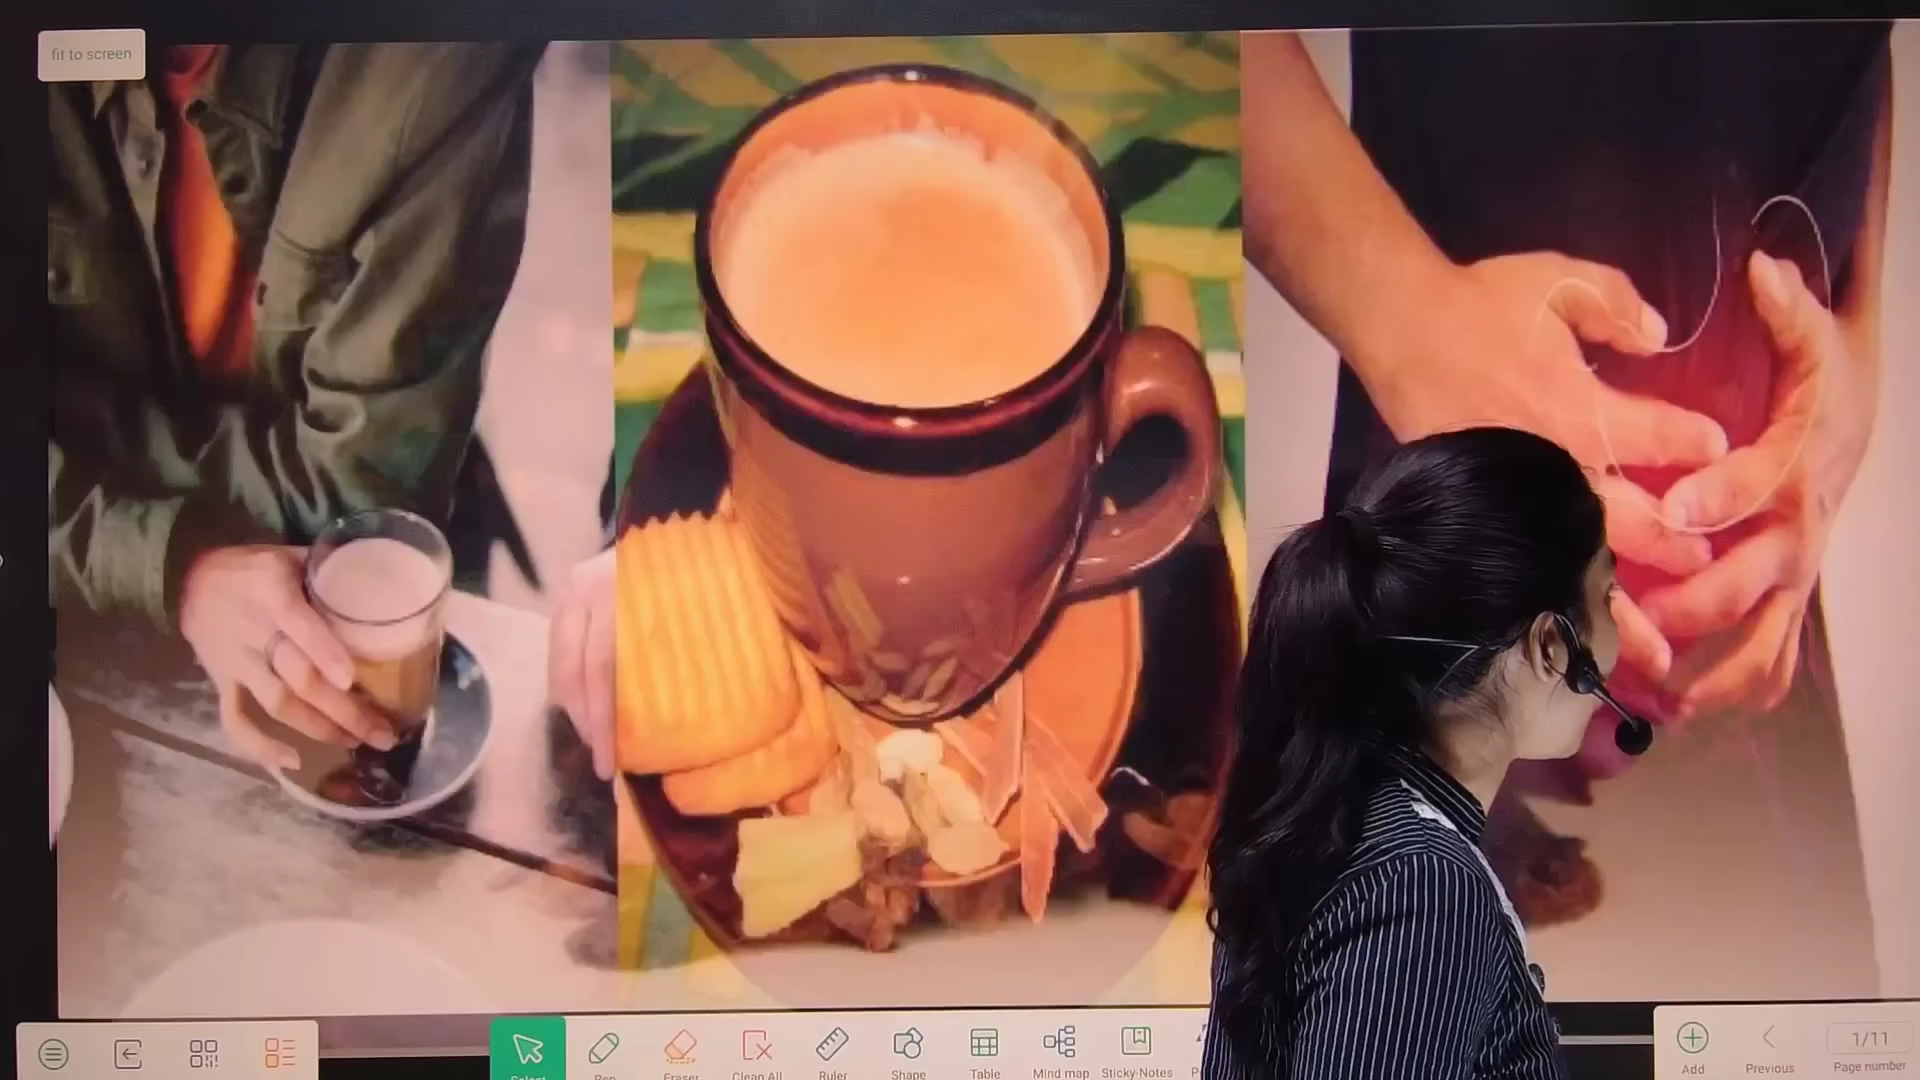 fit to screen
Select
Pen
Eraser
Clean All
Ruler
Shape
Table
Mind map
Sticky-Notes
Add
Previous
1/11
Page number